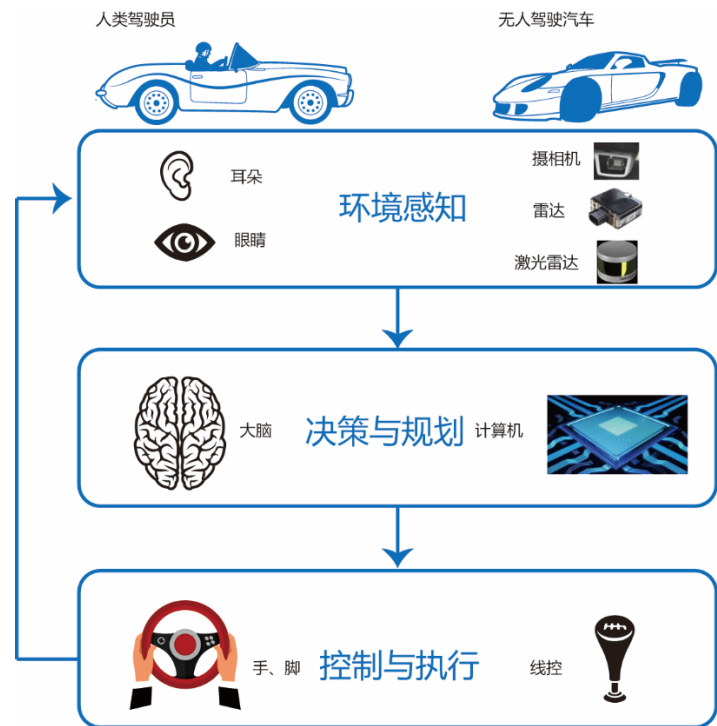 人类驾驶员
无人驾驶汽车
耳朵
眼睛
环境感知
摄相机
雷达
激光雷达
大脑
决策与规划
计算机
手、脚
控制与执行
线控